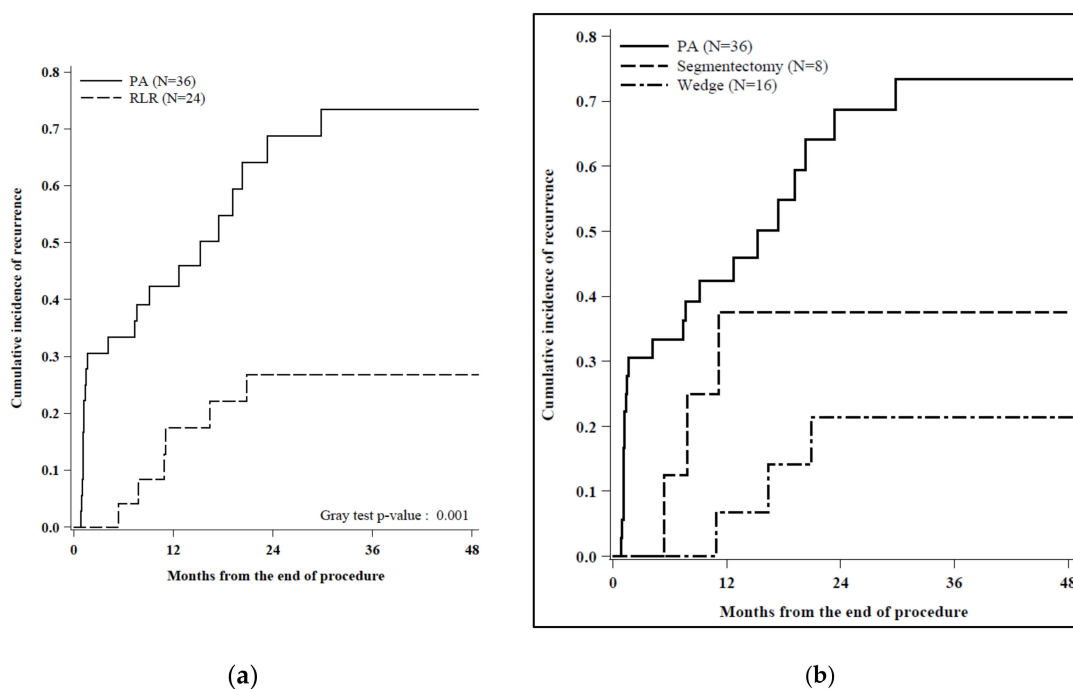 PA (N=36)
RLR (N=24)
Cumulative incidence of recurrence
0.8
0.7
0.6
0.5
0.4
0.3
0.2
0.1
0.0
Gray test p-value : 0.001
0 12 24 36 48
Months from the end of procedure
(a)
PA (N=36)
Segmentectomy (N=8)
Wedge (N=16)
Cumulative incidence of recurrence
0.8
0.7
0.6
0.5
0.4
0.3
0.2
0.1
0.0
0 12 24 36 48
Months from the end of procedure
(b)